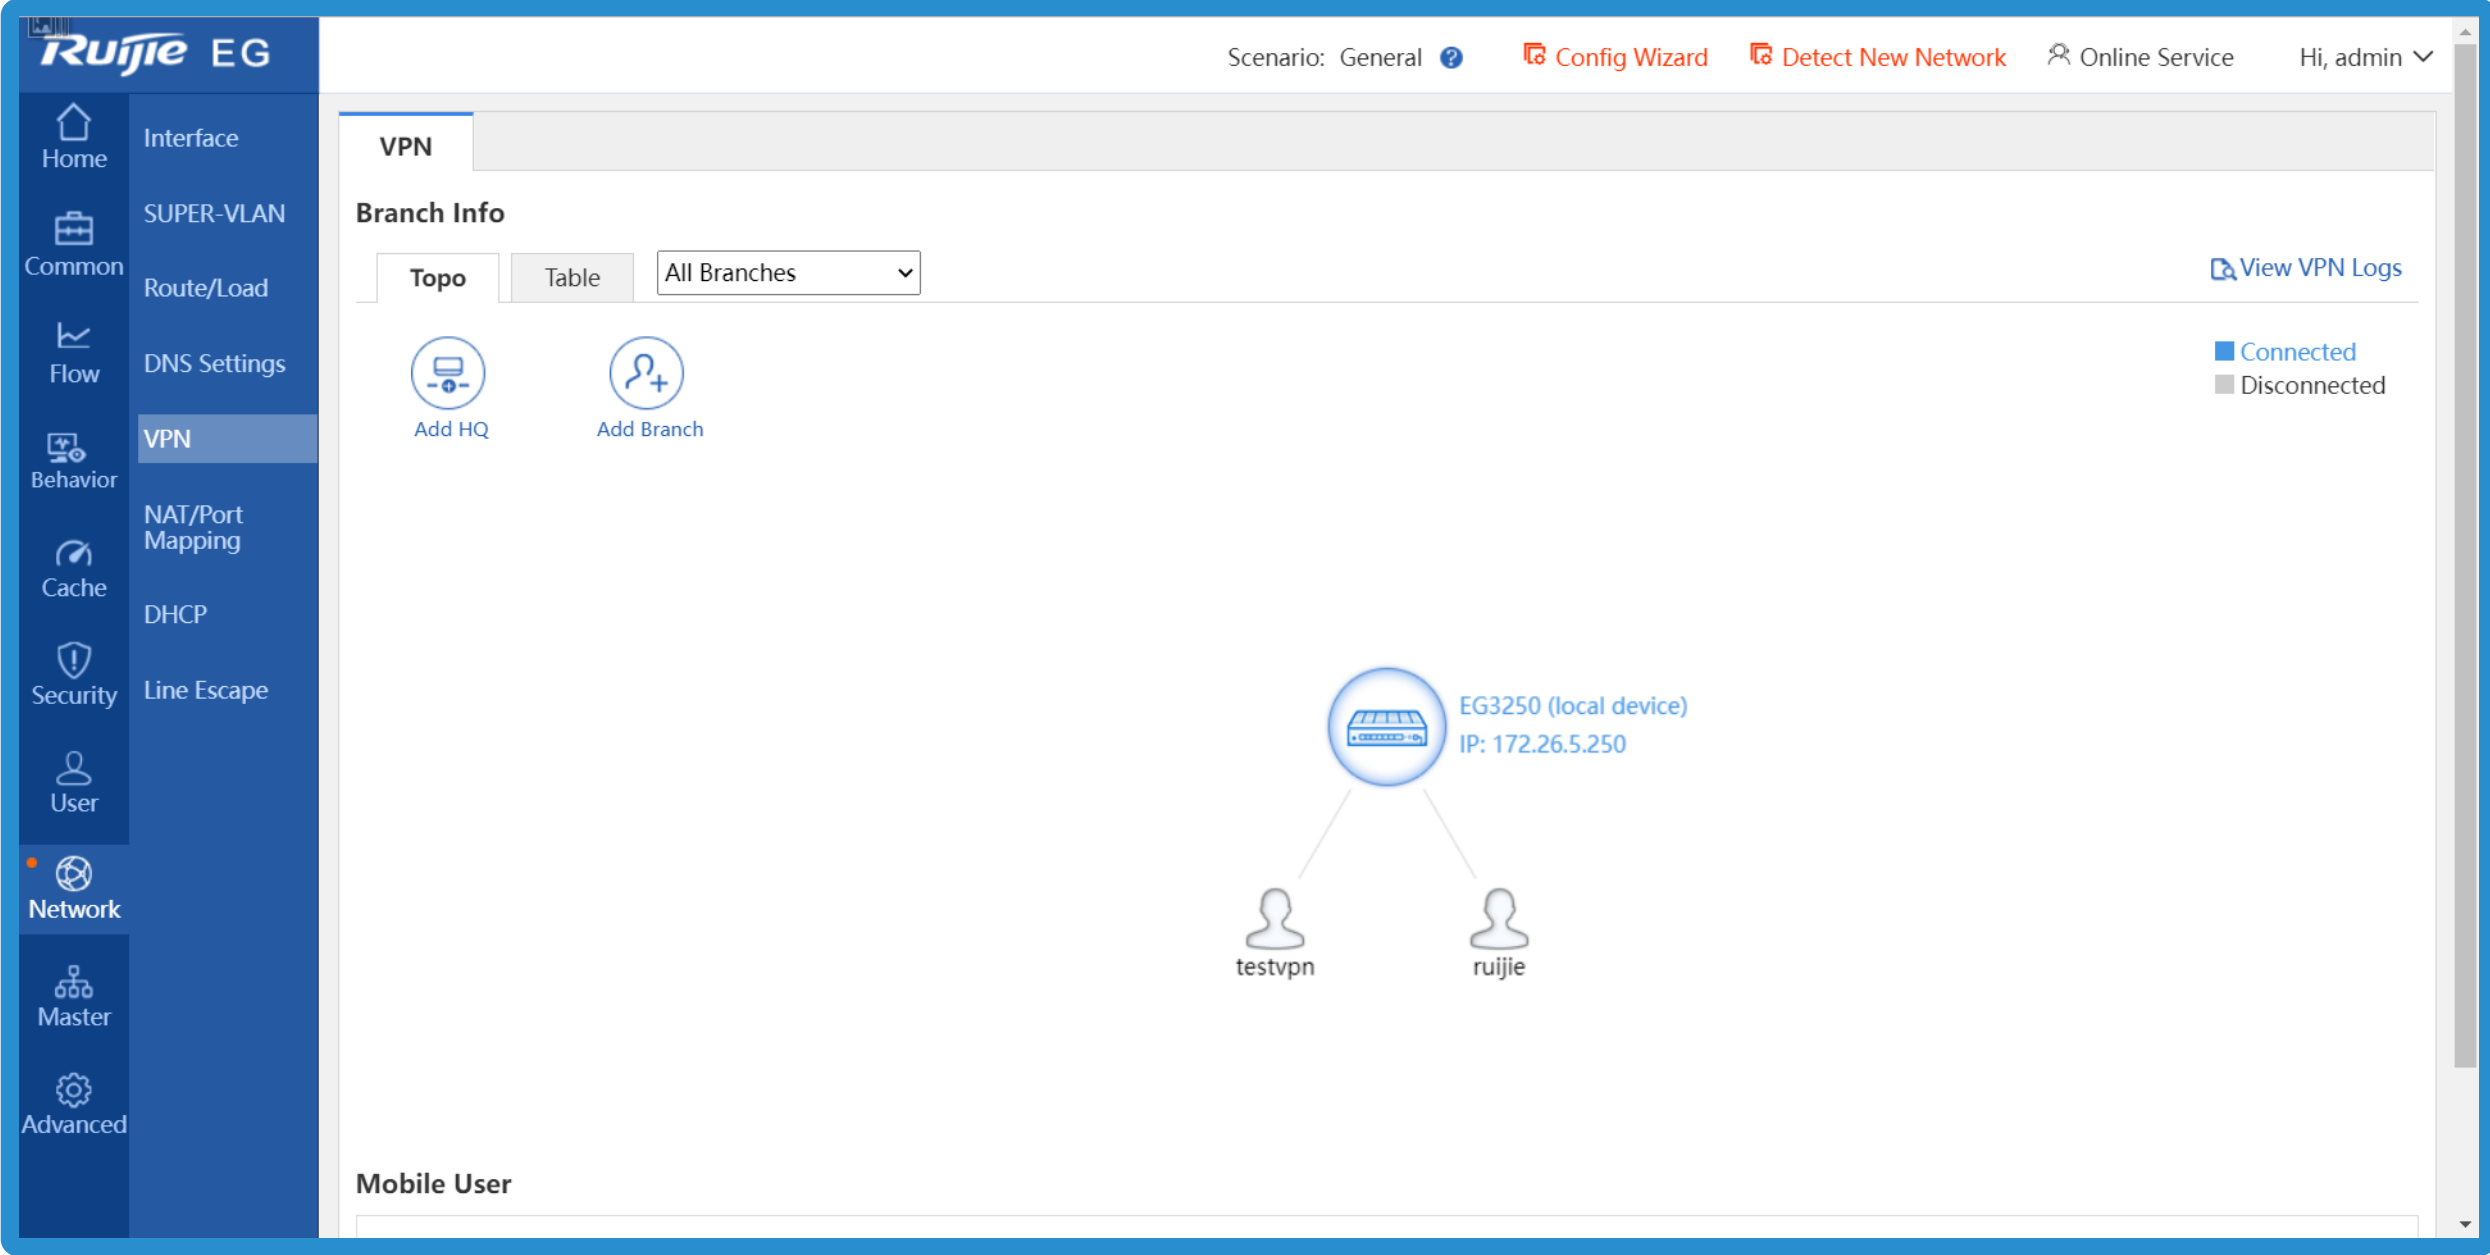 Ruijie EG
Scenario: General
Config Wizard
Detect New Network
Online Service
Hi, admin
Home
Common
Flow
Behavior
Cache
Security
User
Network
Master
Advanced
Interface
SUPER-VLAN
Route/Load
DNS Settings
VPN
NAT/Port
Mapping
DHCP
Line Escape
VPN
Branch Info
Topo
Table
All Branches
View VPN Logs
Add HQ
Add Branch
Connected
Disconnected
EG3250 (local device)
IP: 172.26.5.250
testvpn
ruijie
Mobile User